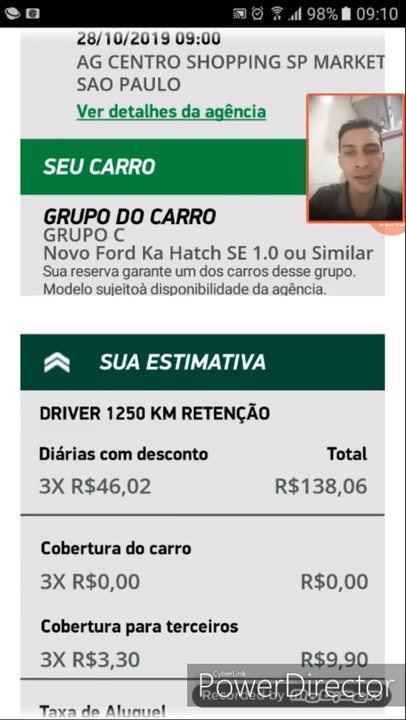 98% 09:10
28/10/2019 09:00
AG CENTRO SHOPPING SP MARKET
SAO PAULO
Ver detalhes da agência
SEU CARRO
GRUPO DO CARRO
GRUPO C
Novo Ford Ka Hatch SE 1.0 ou Similar
Sua reserva garante um dos carros desse grupo.
Modelo sujeitoà disponibilidade da agência.
SUA ESTIMATIVA
DRIVER 1250 KM RETENÇÃO
Diárias com desconto Total
3X R$46,02 R$138,06
Cobertura do carro
3X R$0,00 R$0,00
Cobertura para terceiros
3X R$3,30 R$9,90
CyberLink
PowerDirector
Recorded by
Taxa de Aluguel